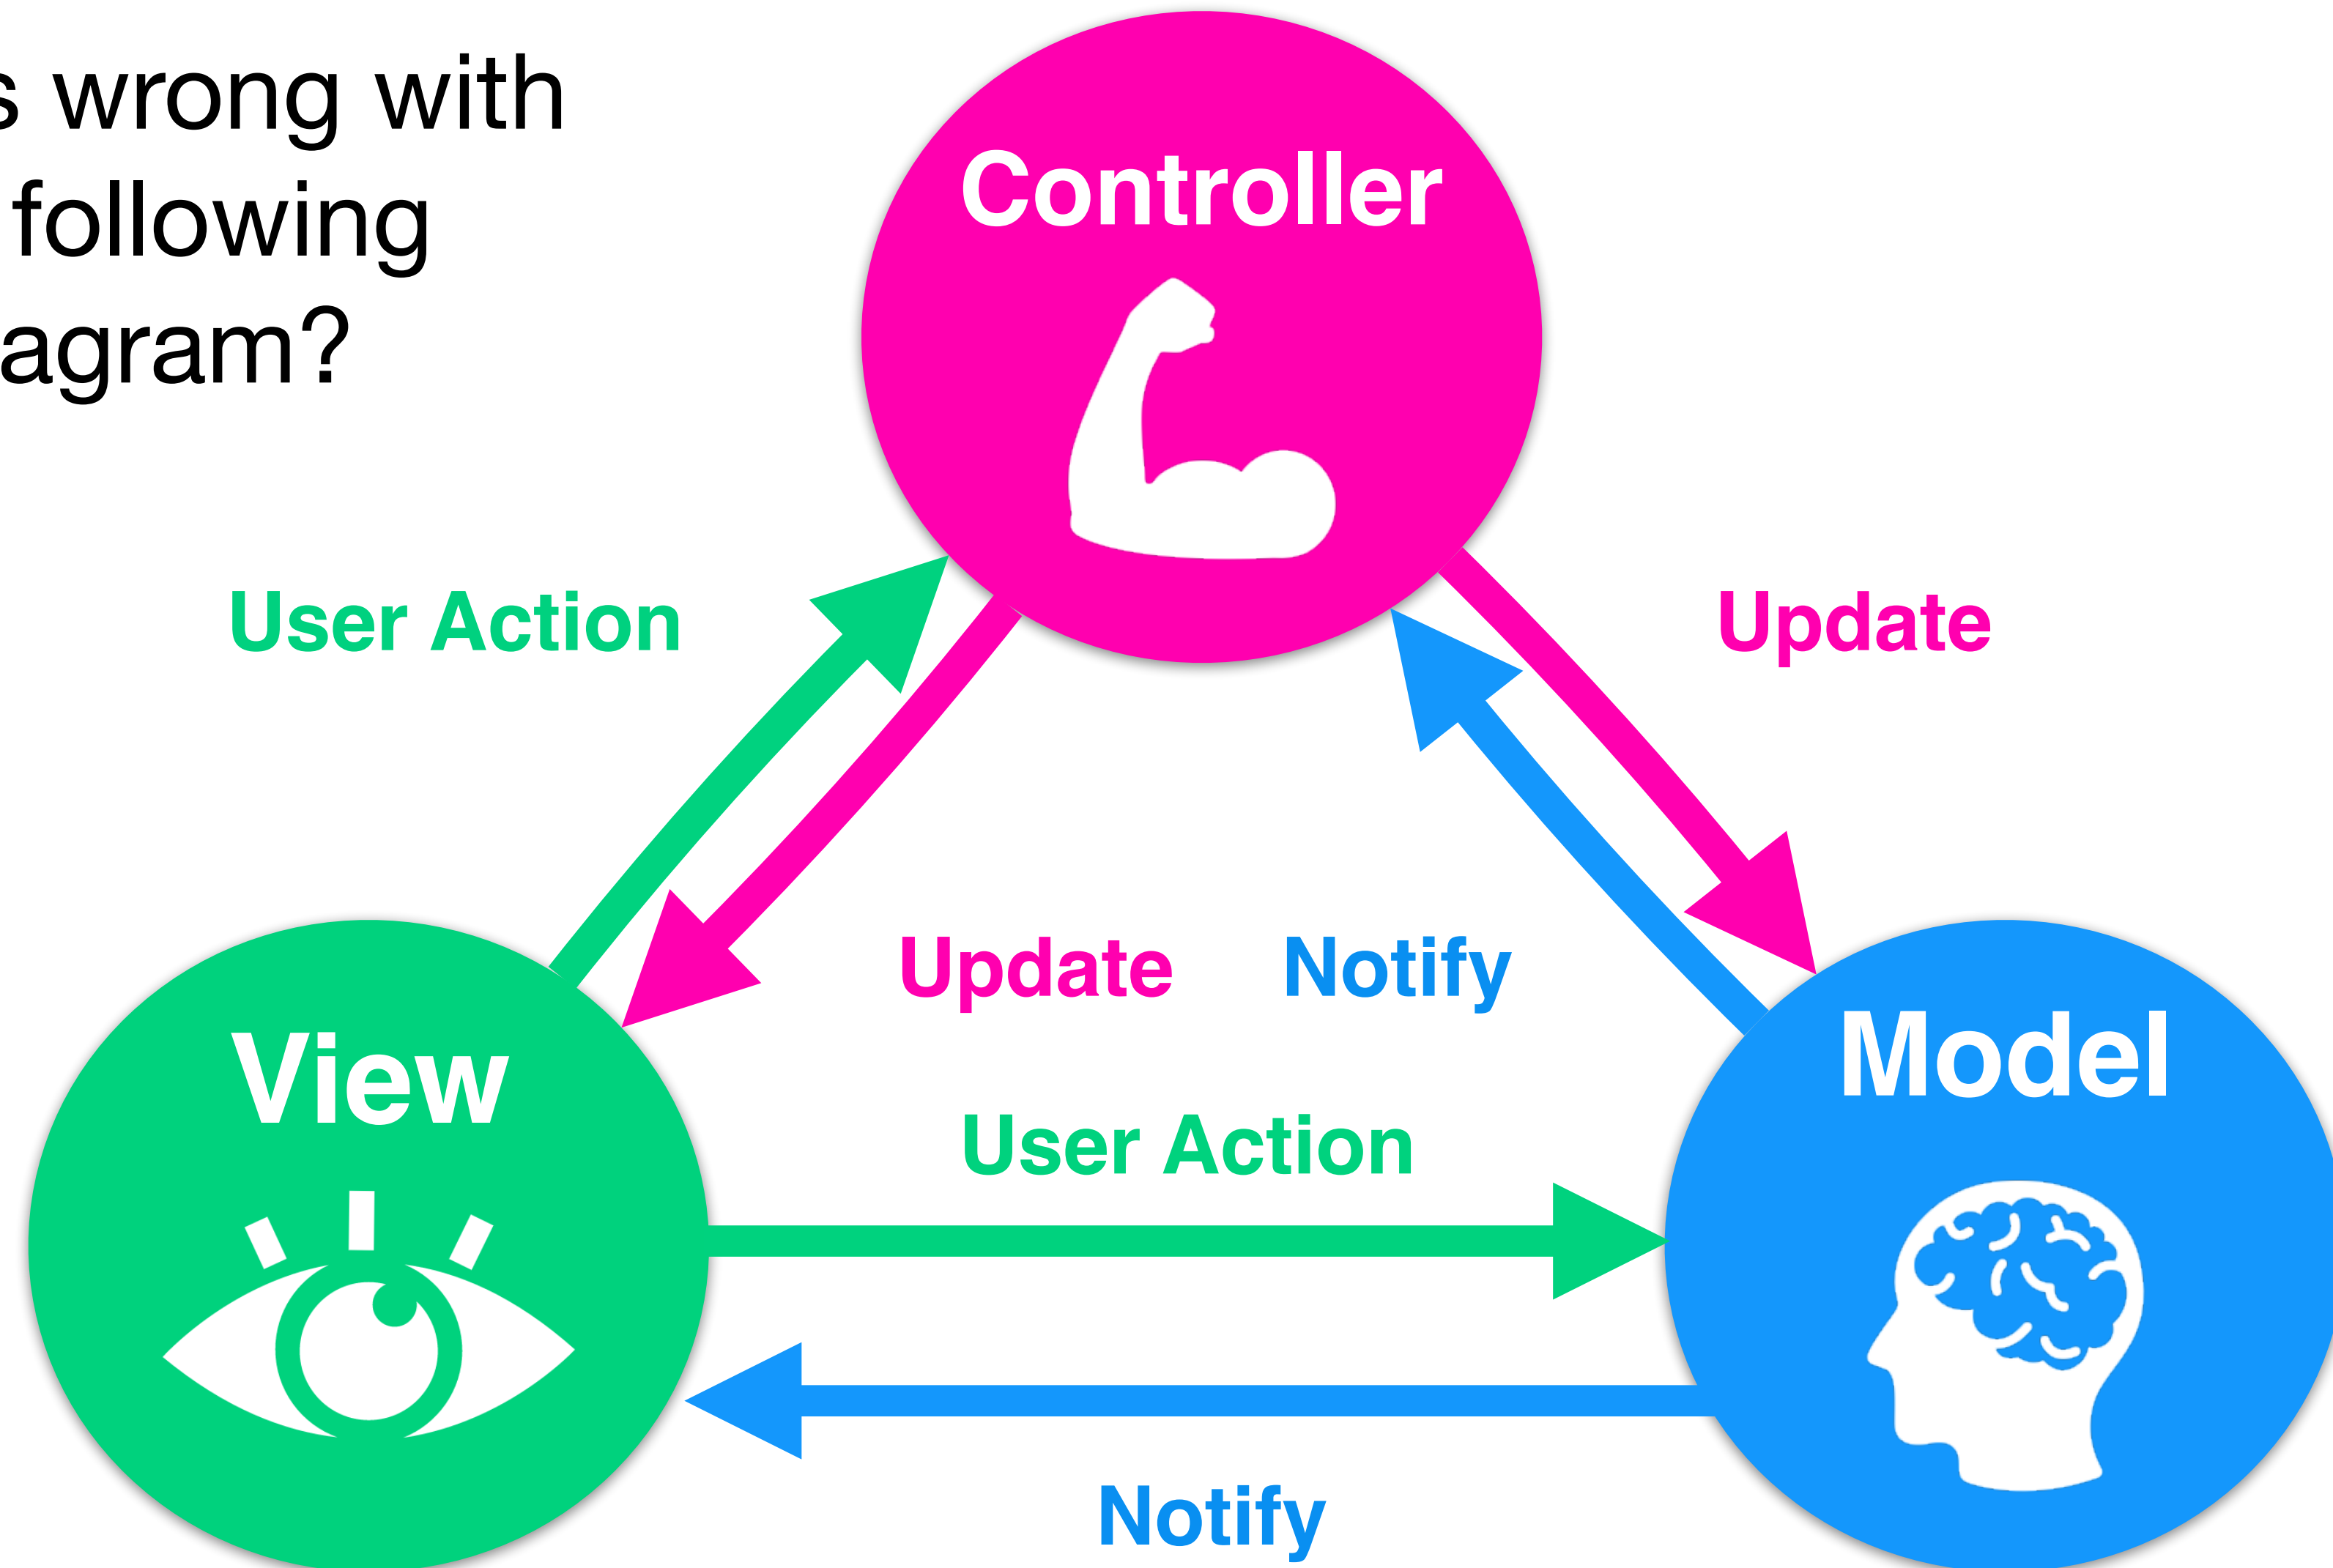 s wrong with
following
agram?
Controller
User Action
Update
Update
Notify
View
Model
User Action
Notify